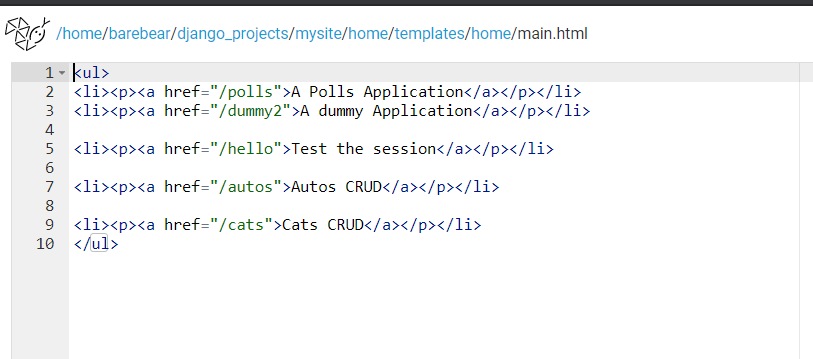 /home/barebear/django_projects/mysite/home/templates/home/main.html
1 <ul>
2 <li><p><a href="/polls">A Polls Application</a></p></li>
3 <li><p><a href="/dummy2">A dummy Application</a></p></li>
4
5 <li><p><a href="/hello">Test the session</a></p></li>
6
7 <li><p><a href="/autos">Autos CRUD</a></p></li>
8
9 <li><p><a href="/cats">Cats CRUD</a></p></li>
10 </ul>